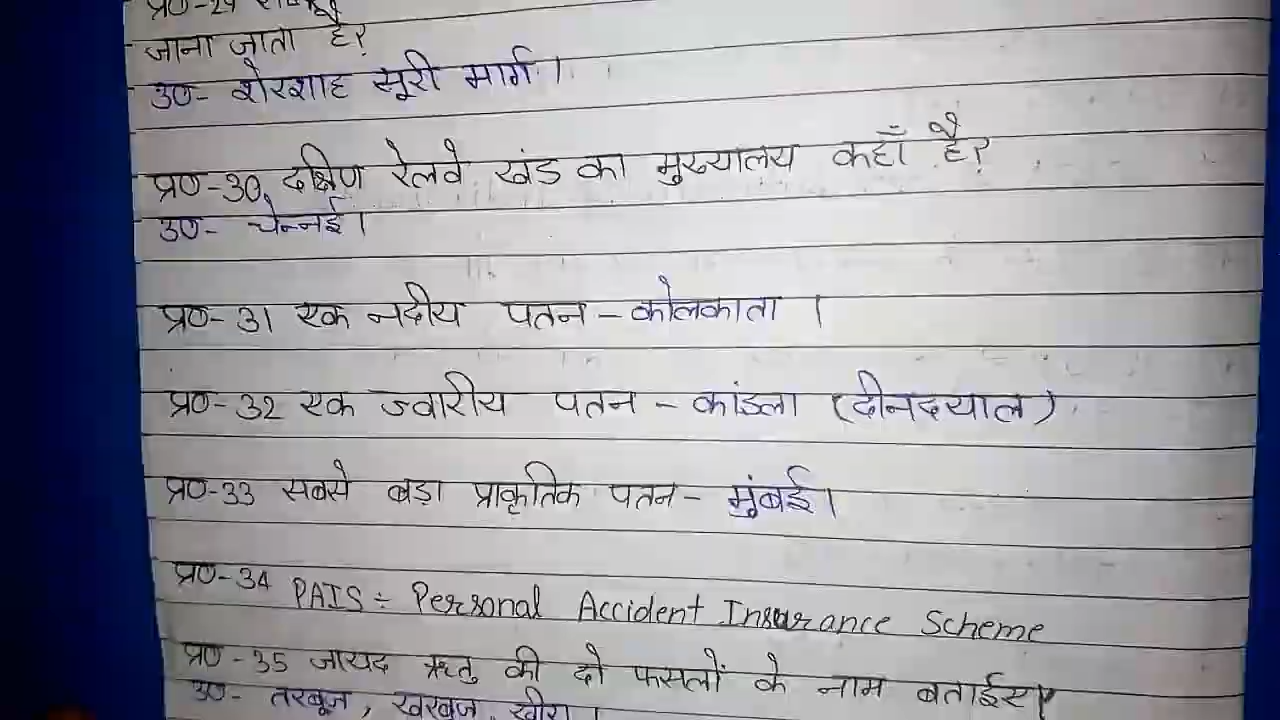 प्र०-29
जाना जाता है?
उ०- शेरशाह सूरी मार्ग।
प्र०-30, दक्षिण रेलवे खंड का मुख्यालय कहाँ है?
उ०- चेन्नई।
प्र०-31 एक नदीय पतन - कोलकाता ।
प्र०-32 एक ज्वारीय पतन - कांडला (दीनदयाल)
प्र०-33 सबसे बड़ा प्राकृतिक पतन - मुंबई।
प्र०-34 PAIS = Personal Accident Insurance Scheme
प्र०-35 जायद ऋतु की दो फसलों के नाम बताईए।
उ०- तरबूज, खरबूज, खीरा ।